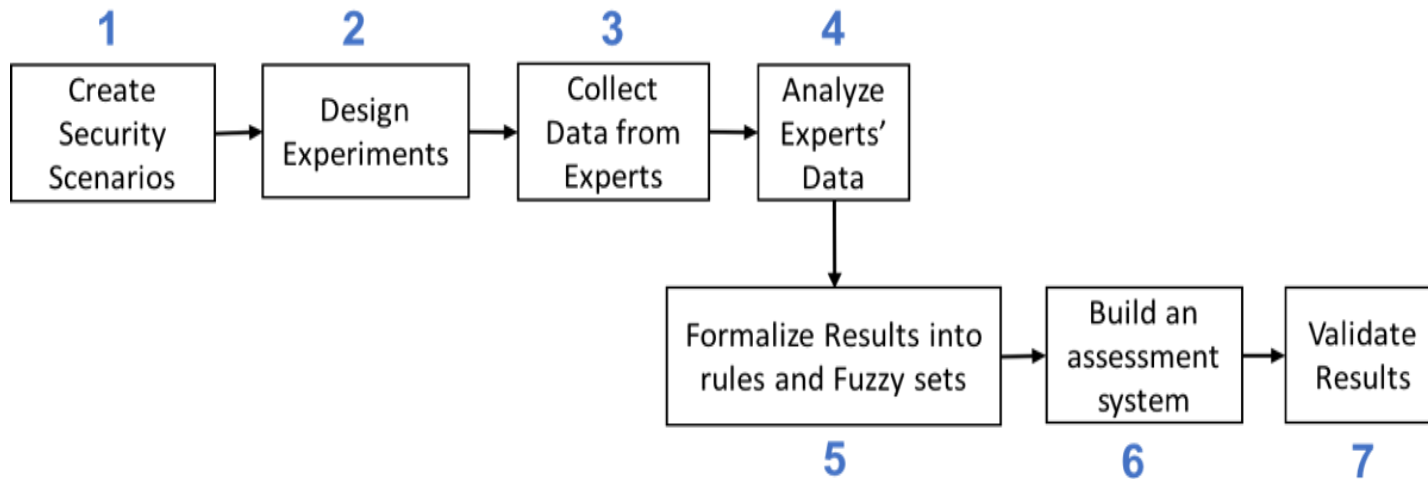 1
2
3
4
Create
Security
Scenarios
Design
Experiments
Collect
Data from
Experts
Analyze
Experts’
Data
Formalize Results into
rules and Fuzzy sets
Build an
assessment
system
Validate
Results
5
6
7